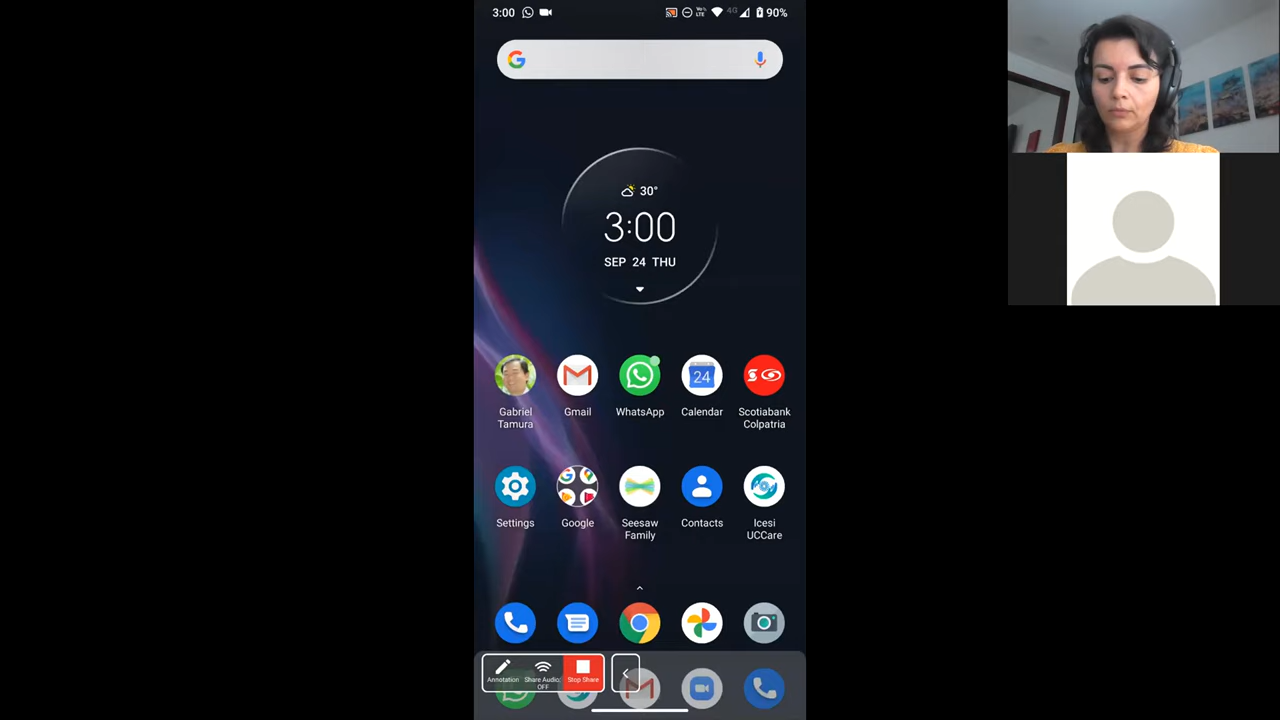 3:00
4G
90%
30°
3:00
SEP 24 THU
24
Gabriel
Tamura
Gmail
WhatsApp
Calendar
Scotiabank
Colpatria
Settings
Google
Seesaw
Family
Contacts
Icesi
UCCare
Annotation
Share Audio:
OFF
Stop Share